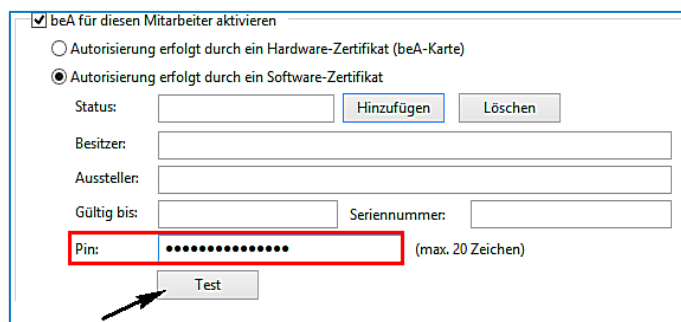 beA für diesen Mitarbeiter aktivieren
Autorisierung erfolgt durch ein Hardware-Zertifikat (beA-Karte)
Autorisierung erfolgt durch ein Software-Zertifikat
Status: Hinzufügen Löschen
Besitzer:
Aussteller:
Gültig bis: Seriennummer:
Pin: ●●●●●●●●●●●●●●● (max. 20 Zeichen)
Test